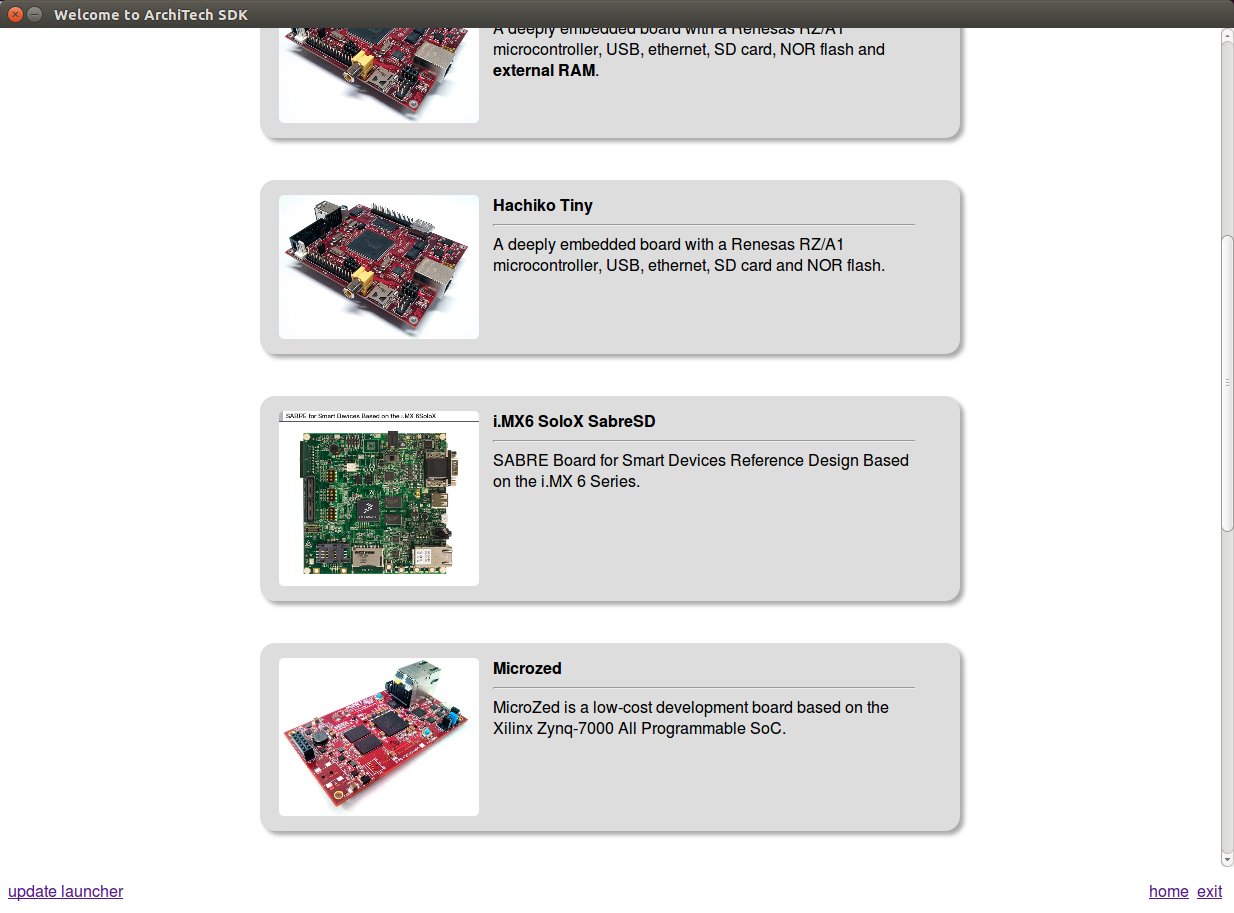 Welcome to ArchiTech SDK
A deeply embedded board with a Renesas RZ/A1
microcontroller, USB, ethernet, SD card, NOR flash and
external RAM.
Hachiko Tiny
A deeply embedded board with a Renesas RZ/A1
microcontroller, USB, ethernet, SD card and NOR flash.
SABRE for Smart Devices Based on the i.MX 6SoloX
i.MX6 SoloX SabreSD
SABRE Board for Smart Devices Reference Design Based
on the i.MX 6 Series.
Microzed
MicroZed is a low-cost development board based on the
Xilinx Zynq-7000 All Programmable SoC.
update launcher
home exit